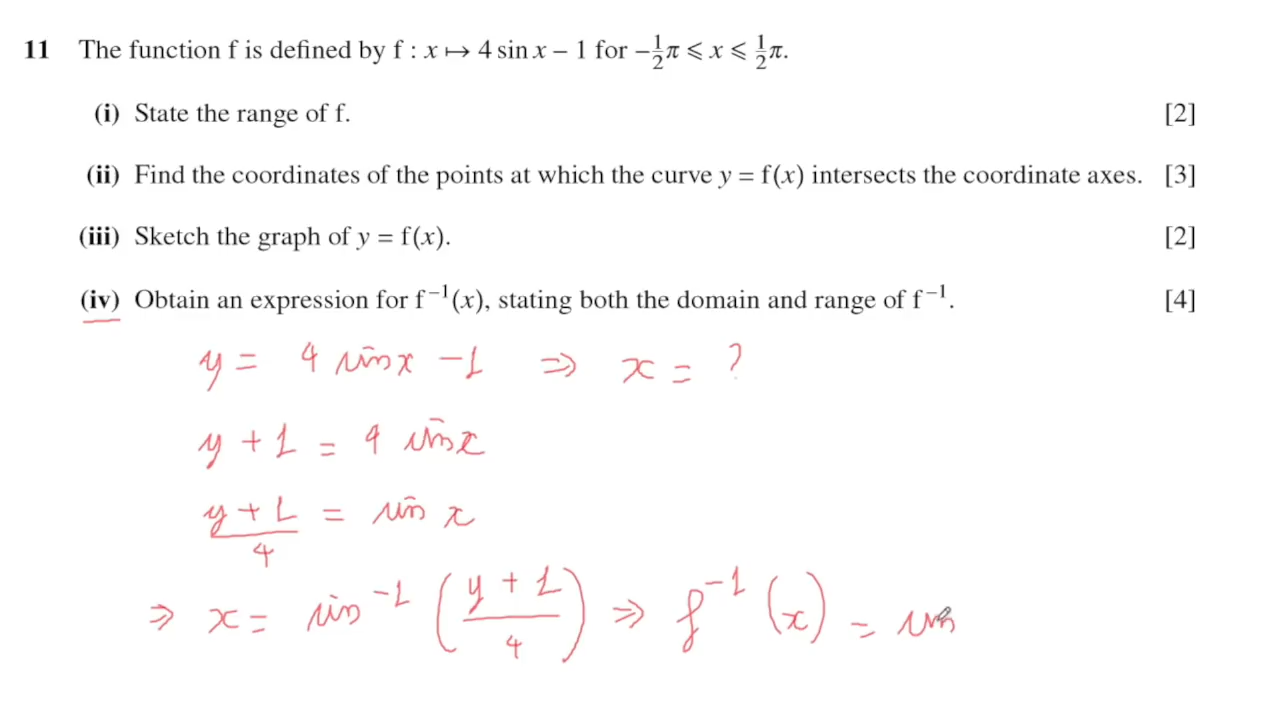 11 The function f is defined by f : x ↦ 4 sin x − 1 for −½π ⩽ x ⩽ ½π.
(i) State the range of f. [2]
(ii) Find the coordinates of the points at which the curve y = f(x) intersects the coordinate axes. [3]
(iii) Sketch the graph of y = f(x). [2]
(iv) Obtain an expression for f⁻¹(x), stating both the domain and range of f⁻¹. [4]
y = 4 sin x − 1 ⇒ x = ?
y + 1 = 4 sin x
(y + 1)/4 = sin x
⇒ x = sin⁻¹ ((y + 1)/4) ⇒ f⁻¹(x) = sin